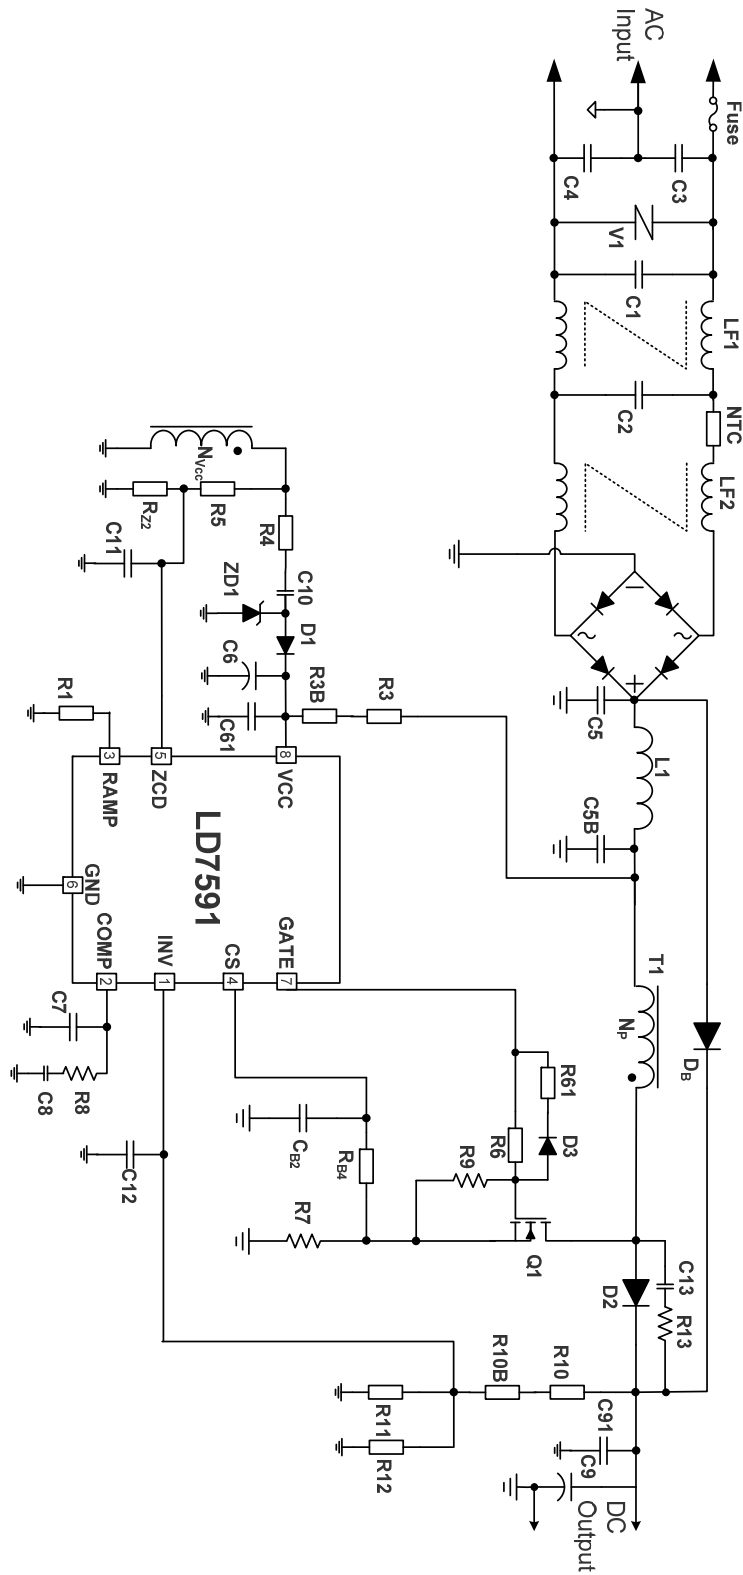 AC
Input
Fuse
C4
C3
V1
C1
LF1
C2
NTC
LF2
N_Vcc
R_Z2
R5
C11
R4
ZD1
C10
D1
C6
R1
C61
R3B
R3
C5
L1
C5B
D_B
T1
N_P
3
RAMP
5
ZCD
8
VCC
LD7591
6
GND
2
COMP
1
INV
4
CS
7
GATE
C7
C8
R8
C12
C_B2
R_B4
R61
R6
D3
R9
R7
Q1
D2
C13
R13
R10B
R10
R11
R12
C91
C9
DC
Output